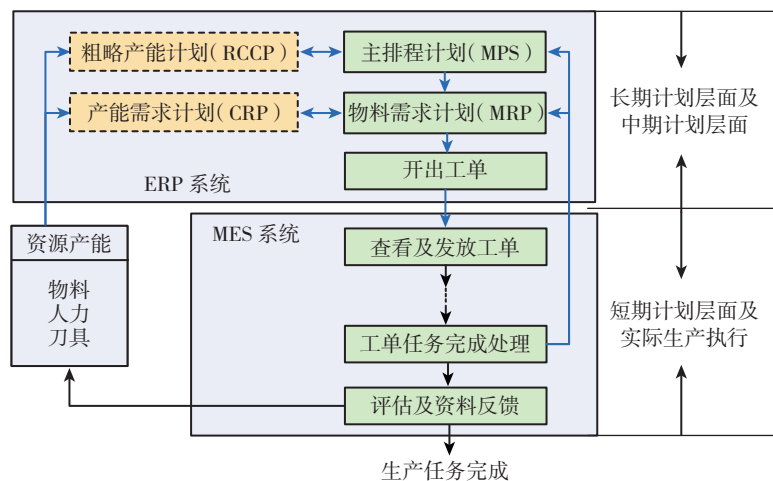 粗略产能计划(RCCP)
主排程计划(MPS)
产能需求计划(CRP)
物料需求计划(MRP)
开出工单
ERP 系统
长期计划层面及
中期计划层面
MES 系统
查看及发放工单
资源产能
物料
人力
刀具
工单任务完成处理
评估及资料反馈
短期计划层面及
实际生产执行
生产任务完成